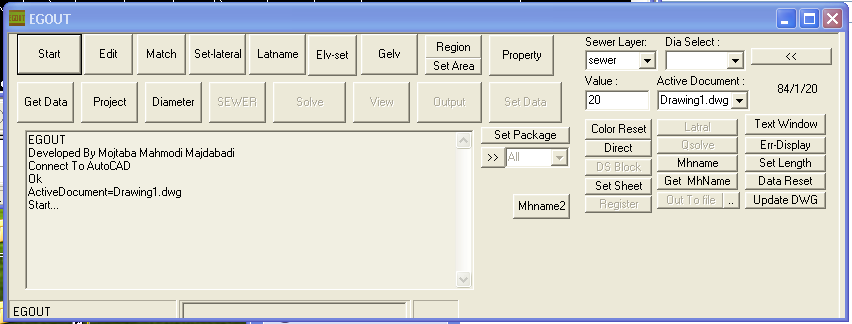 EGOUT
Start
Edit
Match
Set-lateral
Latname
Elv-set
Gelv
Region
Set Area
Property
Sewer Layer:
Dia Select :
sewer
<<
Get Data
Project
Diameter
SEWER
Solve
View
Output
Set Data
Value :
Active Document :
20
Drawing1.dwg
84/1/20
EGOUT
Developed By Mojtaba Mahmodi Majdabadi
Connect To AutoCAD
Ok
ActiveDocument=Drawing1.dwg
Start...
Set Package
>>
All
Mhname2
Color Reset
Latral
Text Window
Direct
Qsolve
Err-Display
DS Block
Mhname
Set Length
Set Sheet
Get MhName
Data Reset
Register
Out To file
..
Update DWG
EGOUT